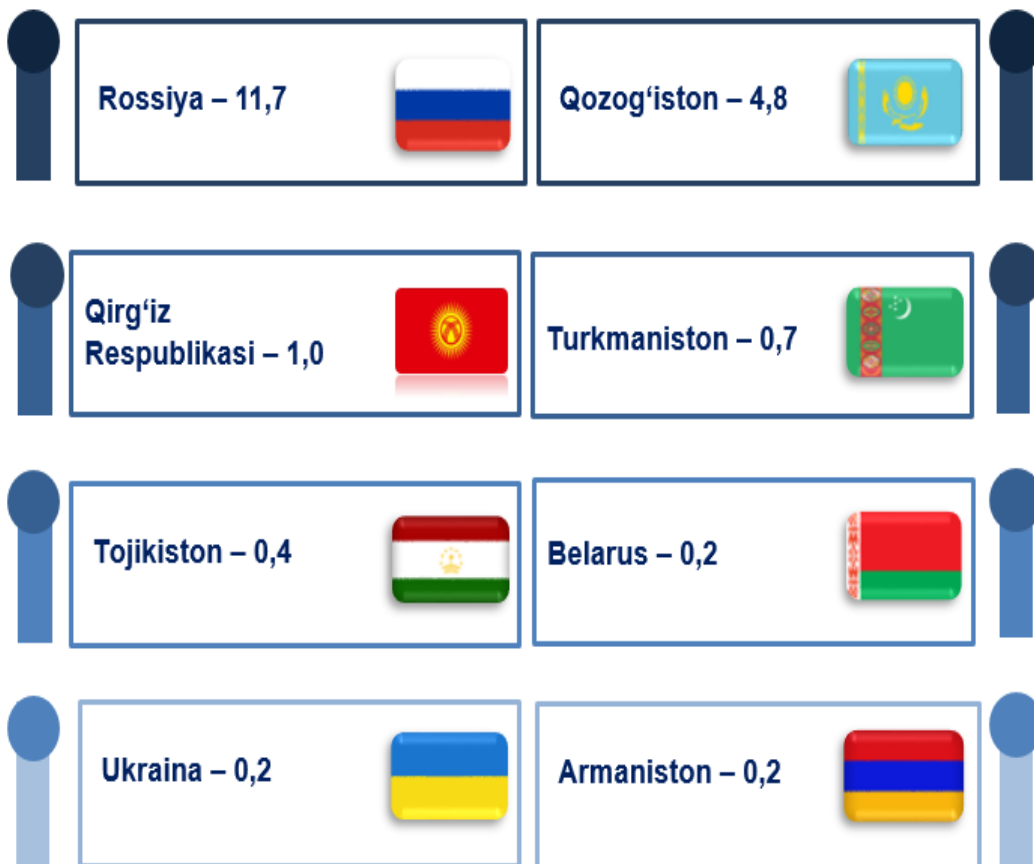 Rossiya – 11,7
Qozog‘iston – 4,8
Qirg‘iz
Respublikasi – 1,0
Turkmaniston – 0,7
Tojikiston – 0,4
Belarus – 0,2
Ukraina – 0,2
Armaniston – 0,2